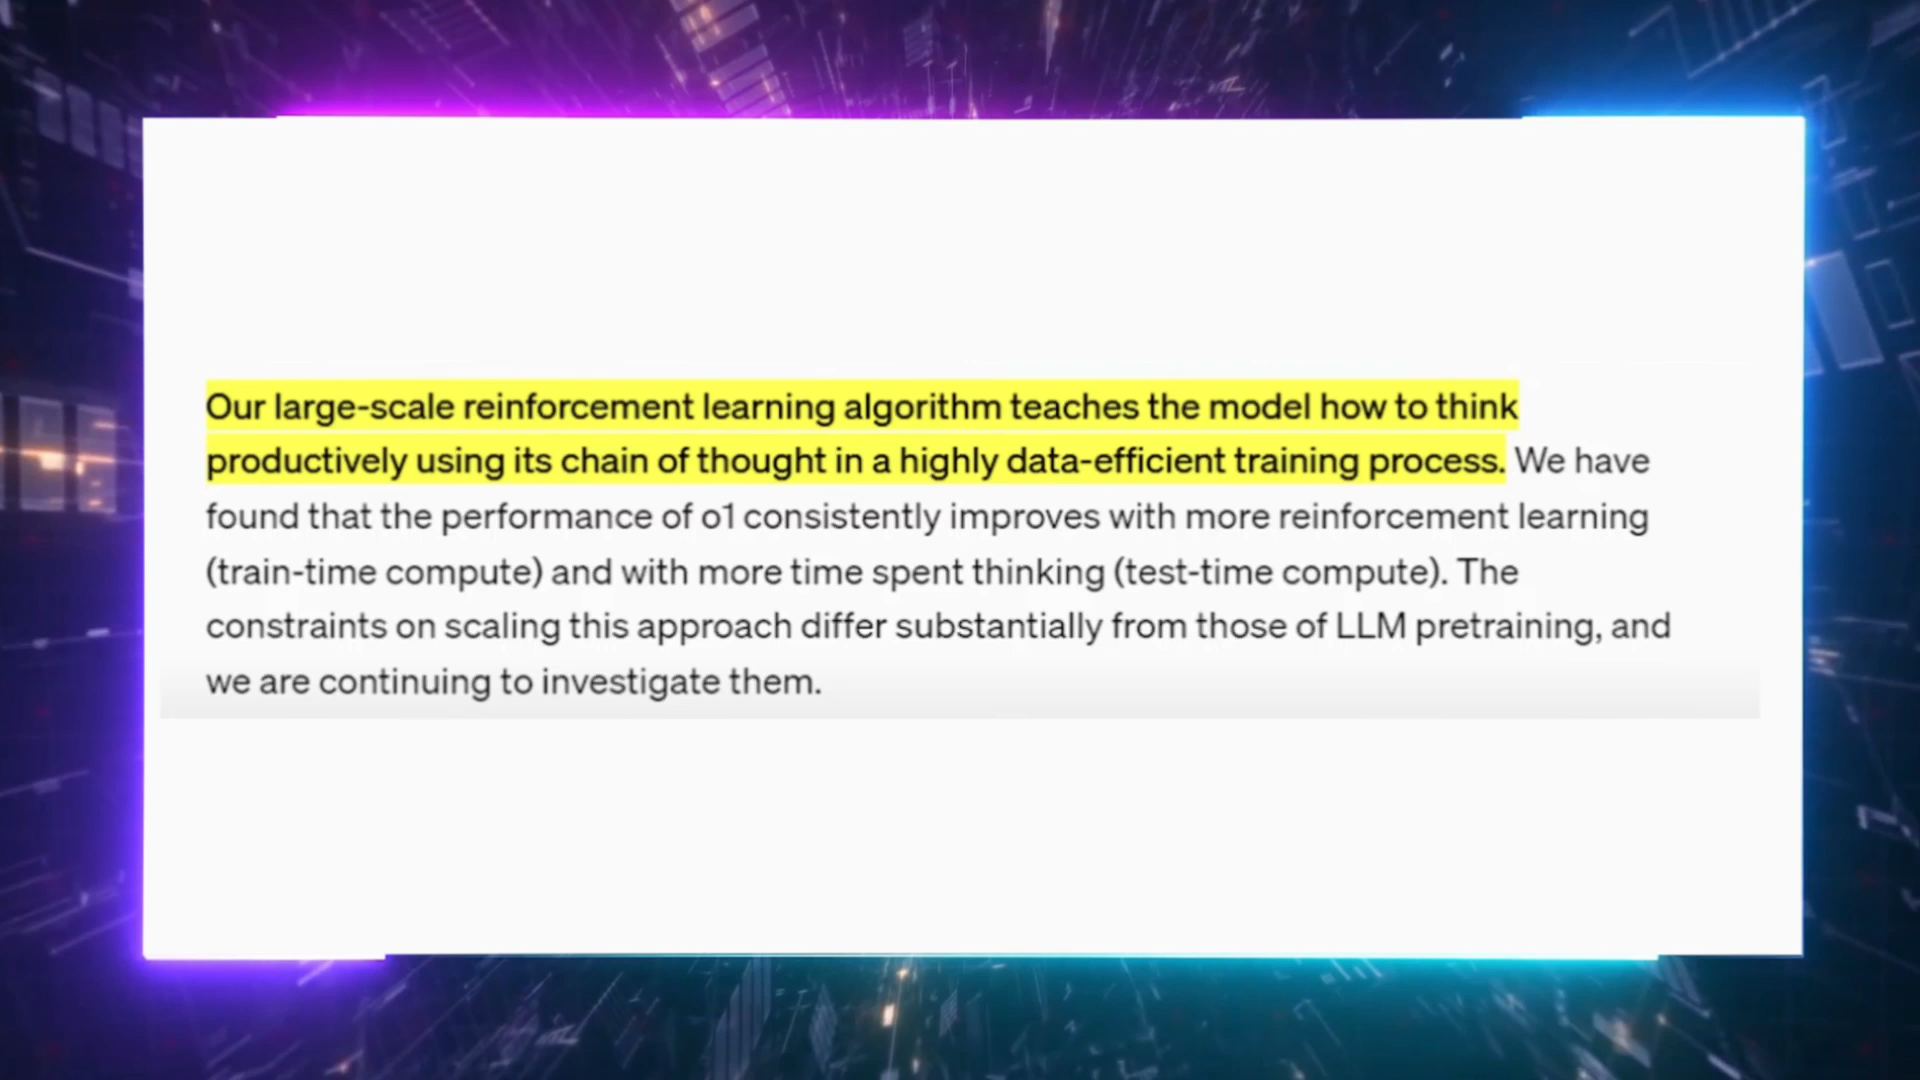 Our large-scale reinforcement learning algorithm teaches the model how to think
productively using its chain of thought in a highly data-efficient training process. We have
found that the performance of o1 consistently improves with more reinforcement learning
(train-time compute) and with more time spent thinking (test-time compute). The
constraints on scaling this approach differ substantially from those of LLM pretraining, and
we are continuing to investigate them.